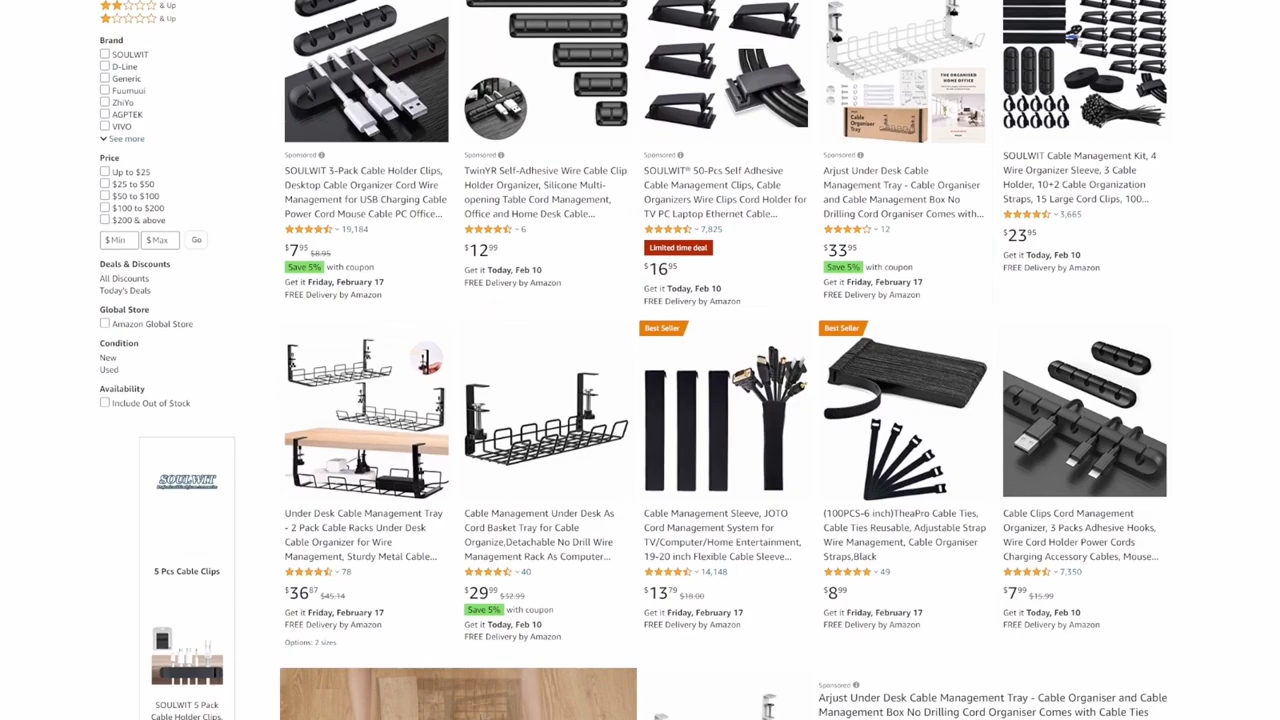 & Up
& Up
Brand
SOULWIT
D-Line
Generic
Fuumuui
ZhiYo
AGPTEK
VIVO
See more
Price
Up to $25
$25 to $50
$50 to $100
$100 to $200
$200 & above
$ Min $ Max Go
Deals & Discounts
All Discounts
Today's Deals
Global Store
Amazon Global Store
Condition
New
Used
Availability
Include Out of Stock
SOULWIT
5 Pcs Cable Clips
SOULWIT 5 Pack
Cable Holder Clips,
Sponsored
SOULWIT 3-Pack Cable Holder Clips,
Desktop Cable Organizer Cord Wire
Management for USB Charging Cable
Power Cord Mouse Cable PC Office...
19,184
$7 95 $8.95
Save 5% with coupon
Get it Friday, February 17
FREE Delivery by Amazon
Sponsored
TwinYR Self-Adhesive Wire Cable Clip
Holder Organizer, Silicone Multi-
opening Table Cord Management,
Office and Home Desk Cable...
6
$12 99
Get it Today, Feb 10
FREE Delivery by Amazon
Sponsored
SOULWIT® 50-Pcs Self Adhesive
Cable Management Clips, Cable
Organizers Wire Clips Cord Holder for
TV PC Laptop Ethernet Cable...
7,825
Limited time deal
$16 95
Get it Today, Feb 10
FREE Delivery by Amazon
THE ORGANISED
HOME OFFICE
Cable
Organiser
Tray
Sponsored
Arjust Under Desk Cable
Management Tray - Cable Organiser
and Cable Management Box No
Drilling Cord Organiser Comes with...
12
$33 95
Save 5% with coupon
Get it Friday, February 17
FREE Delivery by Amazon
SOULWIT Cable Management Kit, 4
Wire Organizer Sleeve, 3 Cable
Holder, 10+2 Cable Organization
Straps, 15 Large Cord Clips, 100...
3,665
$23 95
Get it Today, Feb 10
FREE Delivery by Amazon
Under Desk Cable Management Tray
- 2 Pack Cable Racks Under Desk
Cable Organizer for Wire
Management, Sturdy Metal Cable...
78
$36 87 $45.14
Get it Friday, February 17
FREE Delivery by Amazon
Options: 2 sizes
Cable Management Under Desk As
Cord Basket Tray for Cable
Organize,Detachable No Drill Wire
Management Rack As Computer...
40
$29 99 $32.99
Save 5% with coupon
Get it Today, Feb 10
FREE Delivery by Amazon
Best Seller
Cable Management Sleeve, JOTO
Cord Management System for
TV/Computer/Home Entertainment,
19-20 inch Flexible Cable Sleeve...
14,148
$13 79 $18.00
Get it Friday, February 17
FREE Delivery by Amazon
Best Seller
(100PCS-6 inch)TheaPro Cable Ties,
Cable Ties Reusable, Adjustable Strap
Wire Management, Cable Organiser
Straps,Black
49
$8 99
Get it Friday, February 17
FREE Delivery by Amazon
Cable Clips Cord Management
Organizer, 3 Packs Adhesive Hooks,
Wire Cord Holder Power Cords
Charging Accessory Cables, Mouse...
7,350
$7 99 $15.99
Get it Today, Feb 10
FREE Delivery by Amazon
Sponsored
Arjust Under Desk Cable Management Tray - Cable Organiser and Cable
Management Box No Drilling Cord Organiser Comes with Cable Ties